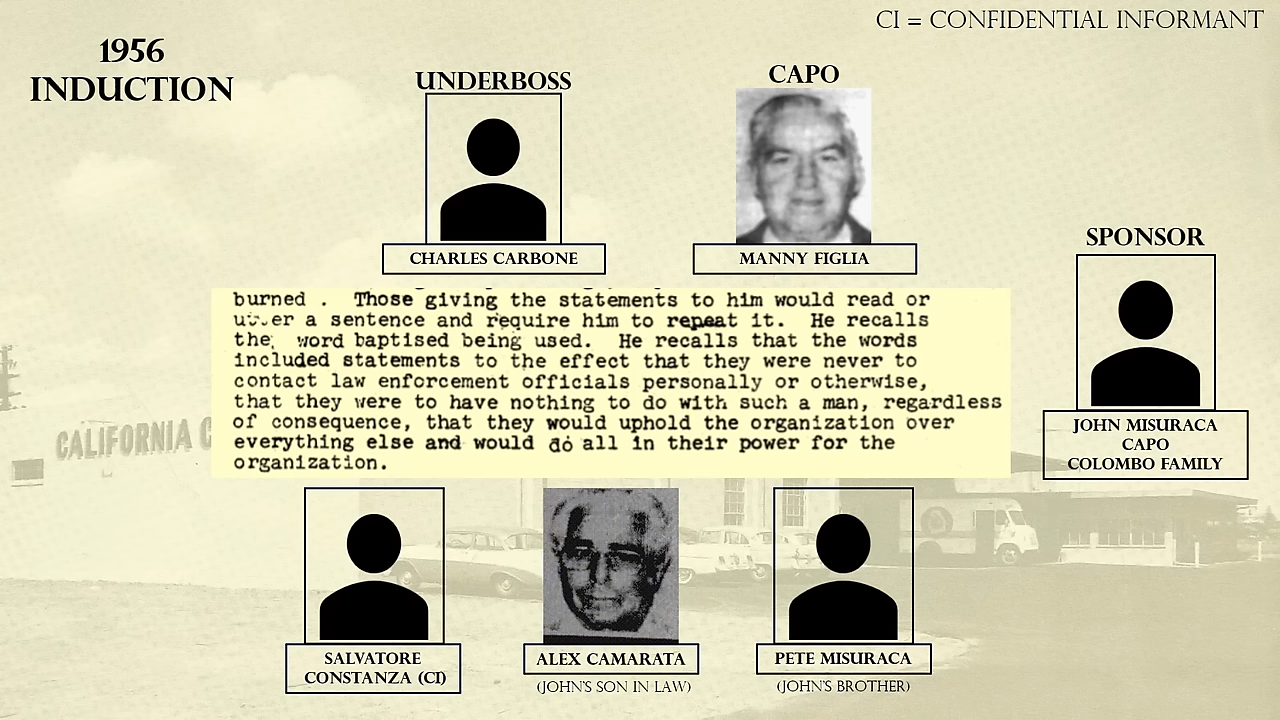 CI = CONFIDENTIAL INFORMANT
1956
INDUCTION
UNDERBOSS
CHARLES CARBONE
CAPO
MANNY FIGLIA
SPONSOR
JOHN MISURACA
CAPO
COLOMBO FAMILY
burned . Those giving the statements to him would read or
a sentence and require him to repeat it. He recalls
the word baptised being used. He recalls that the words
included statements to the effect that they were never to
contact law enforcement officials personally or otherwise,
that they were to have nothing to do with such a man, regardless
of consequence, that they would uphold the organization over
everything else and would do all in their power for the
organization.
CALIFORNIA C
SALVATORE
CONSTANZA (CI)
ALEX CAMARATA
(JOHN'S SON IN LAW)
PETE MISURACA
(JOHN'S BROTHER)